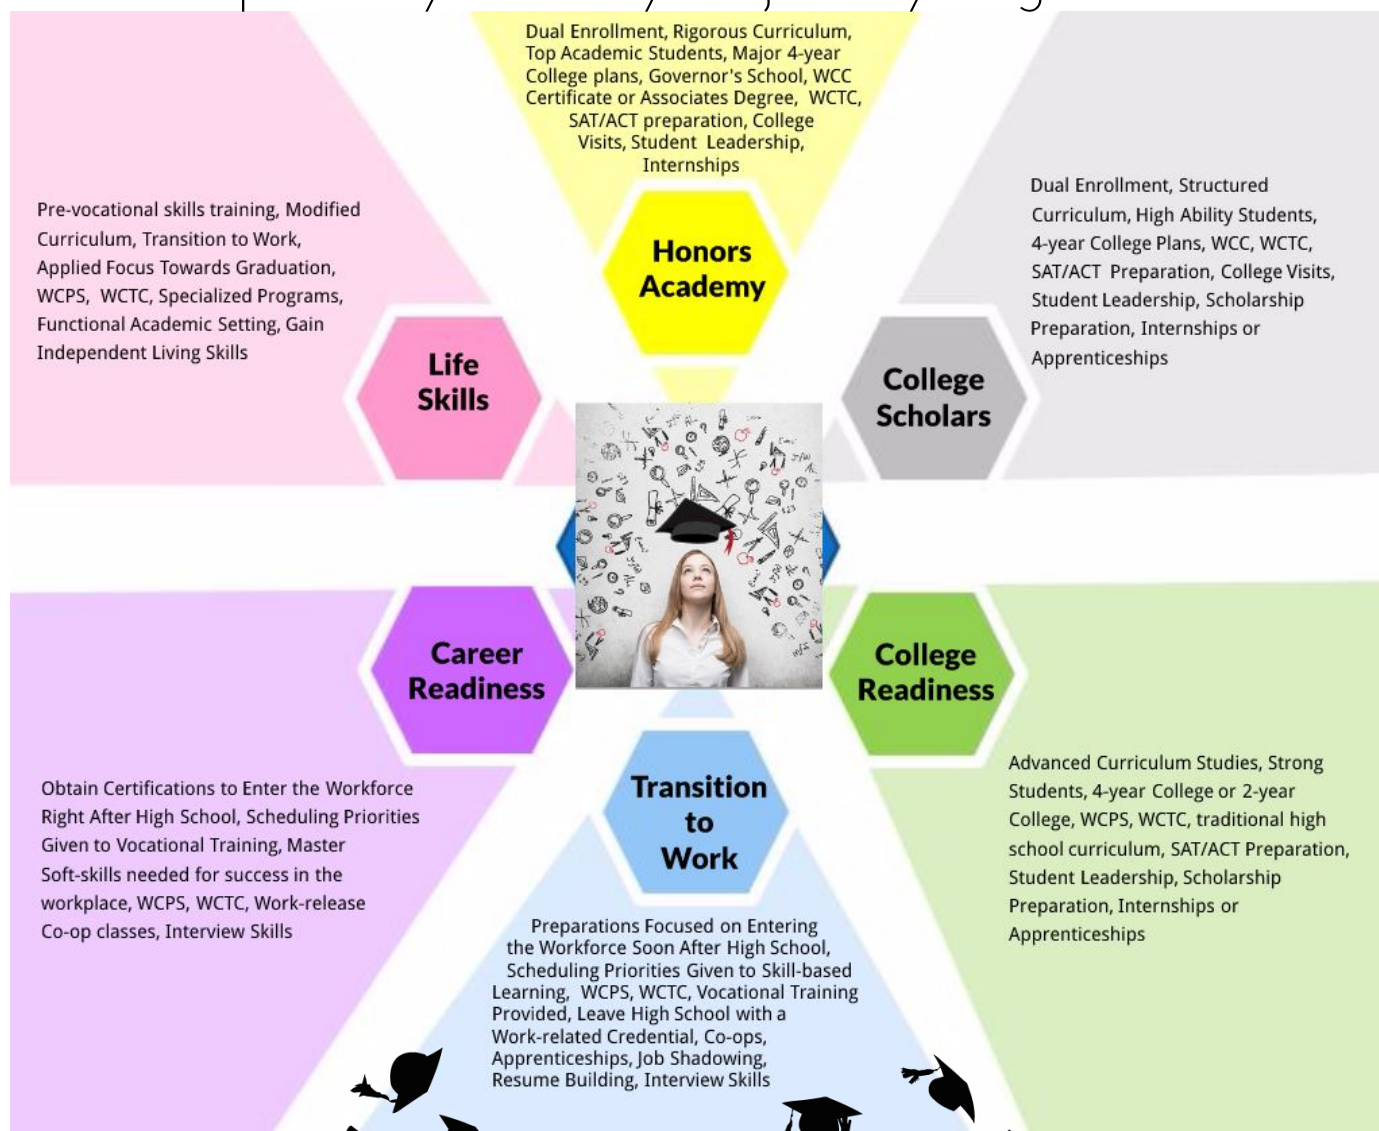 Dual Enrollment, Rigorous Curriculum,
Top Academic Students, Major 4-year
College plans, Governor's School, WCC
Certificate or Associates Degree, WCTC,
SAT/ACT preparation, College
Visits, Student Leadership,
Internships
Honors
Academy
Pre-vocational skills training, Modified
Curriculum, Transition to Work,
Applied Focus Towards Graduation,
WCPS, WCTC, Specialized Programs,
Functional Academic Setting, Gain
Independent Living Skills
Life
Skills
Dual Enrollment, Structured
Curriculum, High Ability Students,
4-year College Plans, WCC, WCTC,
SAT/ACT Preparation, College Visits,
Student Leadership, Scholarship
Preparation, Internships or
Apprenticeships
College
Scholars
Career
Readiness
Obtain Certifications to Enter the Workforce
Right After High School, Scheduling Priorities
Given to Vocational Training, Master
Soft-skills needed for success in the
workplace, WCPS, WCTC, Work-release
Co-op classes, Interview Skills
College
Readiness
Advanced Curriculum Studies, Strong
Students, 4-year College or 2-year
College, WCPS, WCTC, traditional high
school curriculum, SAT/ACT Preparation,
Student Leadership, Scholarship
Preparation, Internships or
Apprenticeships
Transition
to
Work
Preparations Focused on Entering
the Workforce Soon After High School,
Scheduling Priorities Given to Skill-based
Learning, WCPS, WCTC, Vocational Training
Provided, Leave High School with a
Work-related Credential, Co-ops,
Apprenticeships, Job Shadowing,
Resume Building, Interview Skills